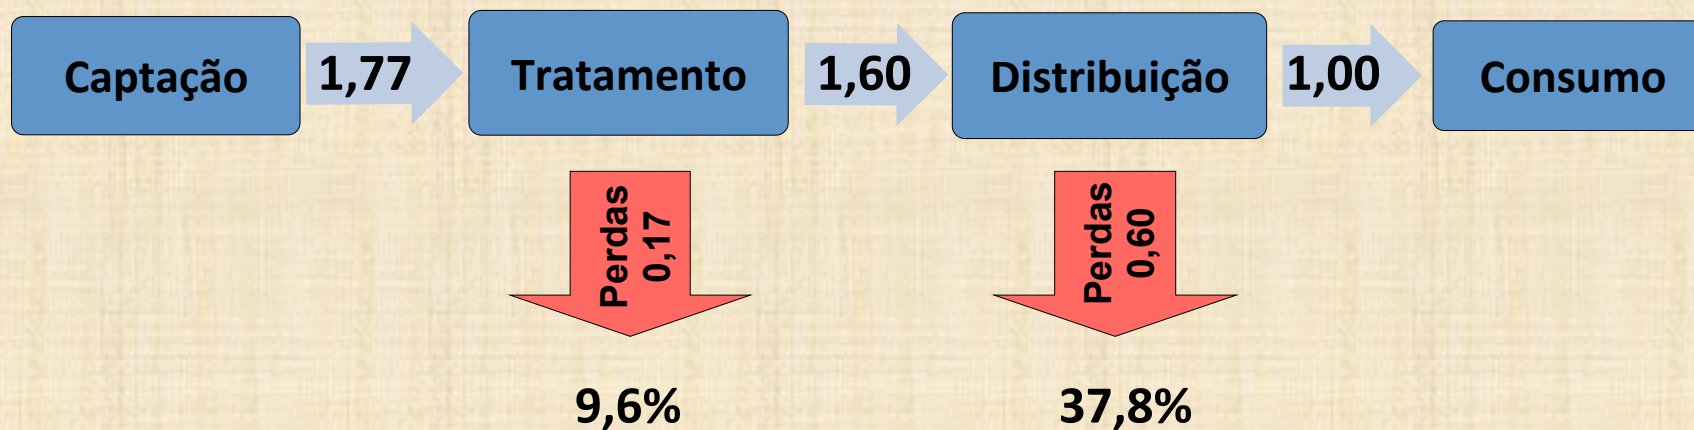 Captação
1,77
Tratamento
1,60
Distribuição
1,00
Consumo
Perdas
0,17
Perdas
0,60
9,6%
37,8%